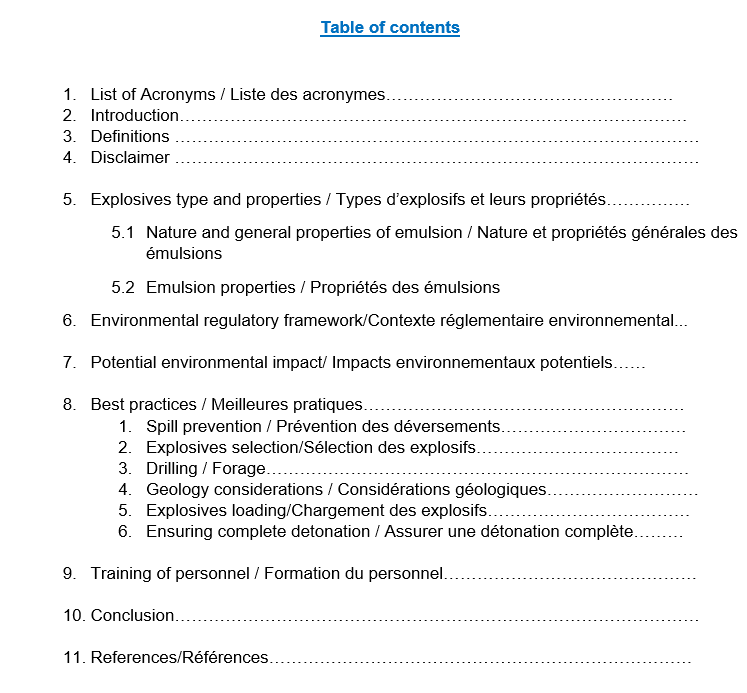 Table of contents
1. List of Acronyms / Liste des acronymes……………………………………………
2. Introduction………………………………………………………………………………
3. Definitions …………………………………………………………………………………
4. Disclaimer …………………………………………………………………………………
5. Explosives type and properties / Types d’explosifs et leurs propriétés……………
5.1 Nature and general properties of emulsion / Nature et propriétés générales des
émulsions
5.2 Emulsion properties / Propriétés des émulsions
6. Environmental regulatory framework/Contexte réglementaire environnemental...
7. Potential environmental impact/ Impacts environnementaux potentiels……
8. Best practices / Meilleures pratiques…………………………………………………
1. Spill prevention / Prévention des déversements……………………………
2. Explosives selection/Sélection des explosifs………………………………
3. Drilling / Forage…………………………………………………………………
4. Geology considerations / Considérations géologiques………………………
5. Explosives loading/Chargement des explosifs………………………………
6. Ensuring complete detonation / Assurer une détonation complète………
9. Training of personnel / Formation du personnel………………………………………
10. Conclusion…………………………………………………………………………………
11. References/Références…………………………………………………………………